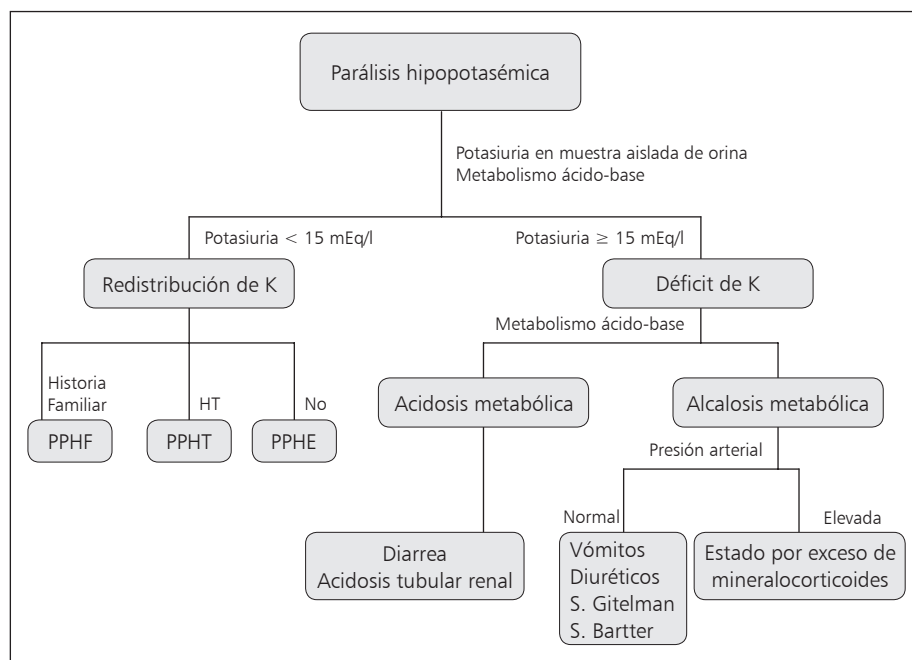 Parálisis hipopotasémica
Potasiuria en muestra aislada de orina
Metabolismo ácido-base
Potasiuria < 15 mEq/l
Potasiuria ≥ 15 mEq/l
Redistribución de K
Déficit de K
Metabolismo ácido-base
Historia
Familiar
HT
No
PPHF
PPHT
PPHE
Acidosis metabólica
Alcalosis metabólica
Presión arterial
Normal
Elevada
Diarrea
Acidosis tubular renal
Vómitos
Diuréticos
S. Gitelman
S. Bartter
Estado por exceso de
mineralocorticoides